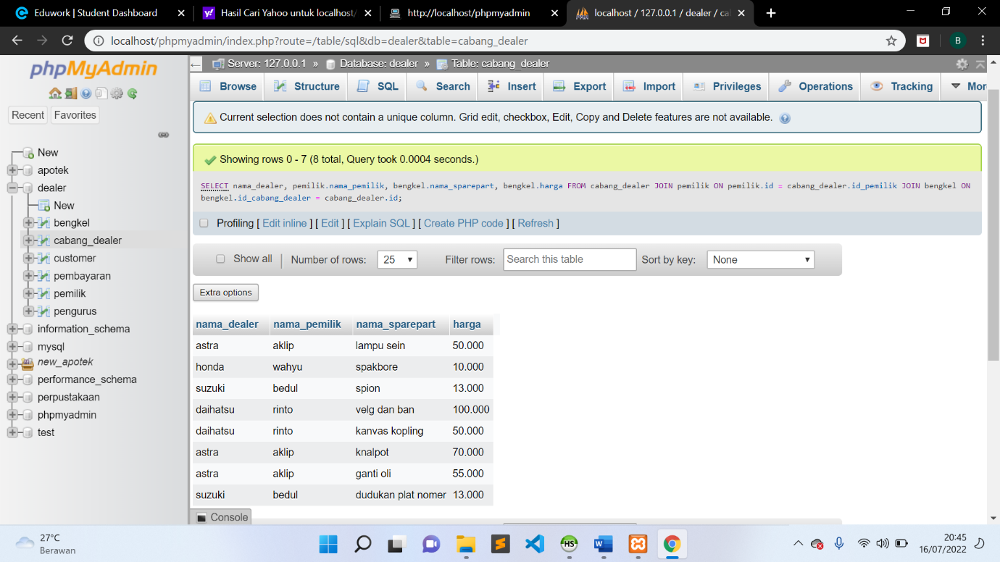 Eduwork | Student Dashboard
Hasil Cari Yahoo untuk localhost/
http://localhost/phpmyadmin
localhost / 127.0.0.1 / dealer / ca
localhost/phpmyadmin/index.php?route=/table/sql&db=dealer&table=cabang_dealer
B
phpMyAdmin
Recent Favorites
New
apotek
dealer
New
bengkel
cabang_dealer
customer
pembayaran
pemilik
pengurus
information_schema
mysql
new_apotek
performance_schema
perpustakaan
phpmyadmin
test
Server: 127.0.0.1 » Database: dealer » Table: cabang_dealer
Browse Structure SQL Search Insert Export Import Privileges Operations Tracking Mor
Current selection does not contain a unique column. Grid edit, checkbox, Edit, Copy and Delete features are not available.
Showing rows 0 - 7 (8 total, Query took 0.0004 seconds.)
SELECT nama_dealer, pemilik.nama_pemilik, bengkel.nama_sparepart, bengkel.harga FROM cabang_dealer JOIN pemilik ON pemilik.id = cabang_dealer.id_pemilik JOIN bengkel ON
bengkel.id_cabang_dealer = cabang_dealer.id;
Profiling [ Edit inline ] [ Edit ] [ Explain SQL ] [ Create PHP code ] [ Refresh ]
Show all Number of rows: 25 Filter rows: Search this table Sort by key: None
Extra options
nama_dealer nama_pemilik nama_sparepart harga
astra aklip lampu sein 50.000
honda wahyu spakbore 10.000
suzuki bedul spion 13.000
daihatsu rinto velg dan ban 100.000
daihatsu rinto kanvas kopling 50.000
astra aklip knalpot 70.000
astra aklip ganti oli 55.000
suzuki bedul dudukan plat nomer 13.000
Console
27°C
Berawan
HS
20:45
16/07/2022